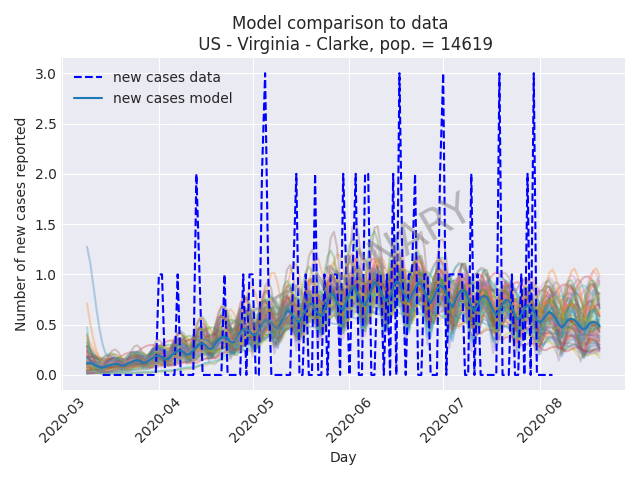 Model comparison to data
US - Virginia - Clarke, pop. = 14619
new cases data
new cases model
Number of new cases reported
3.0
2.5
2.0
1.5
1.0
0.5
0.0
2020-03
2020-04
2020-05
2020-06
2020-07
2020-08
Day